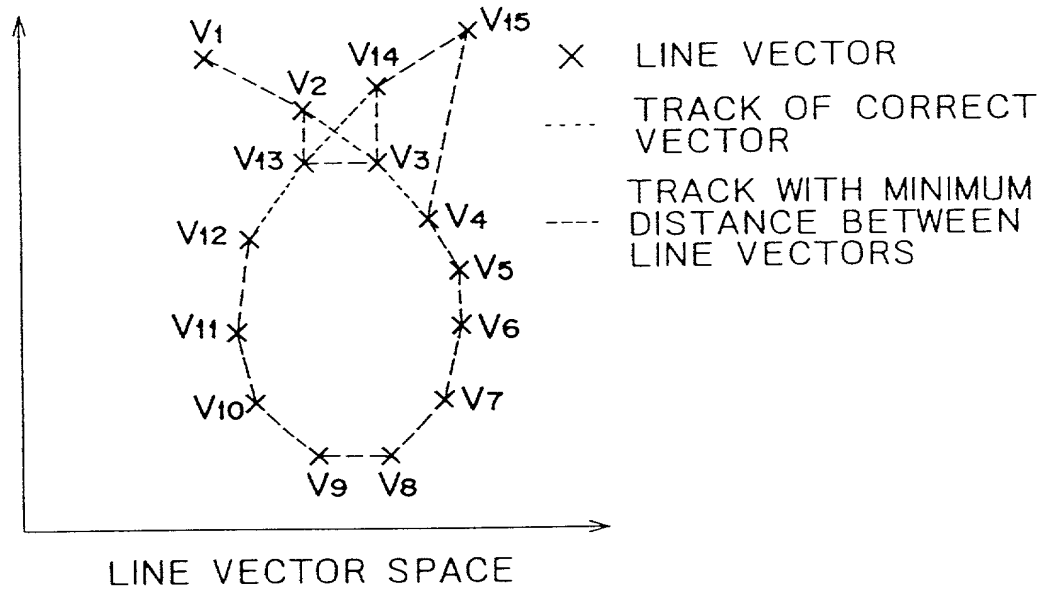 V1
V2
V14
V15
V13
V3
V12
V4
V5
V11
V6
V10
V7
V9
V8
LINE VECTOR
TRACK OF CORRECT
VECTOR
TRACK WITH MINIMUM
DISTANCE BETWEEN
LINE VECTORS
LINE VECTOR SPACE